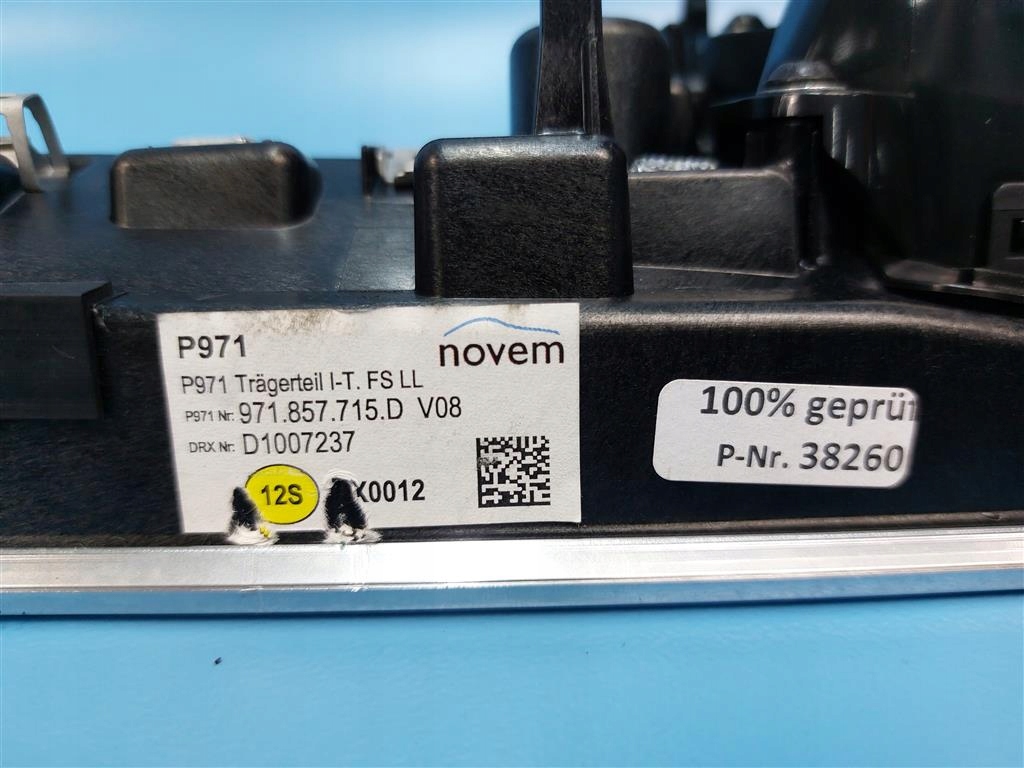 P971
novem
P971 Trägerteil I-T. FS LL
P971 Nr: 971.857.715.D V08
DRX Nr: D1007237
12S X0012
100% geprüf
P-Nr. 38260